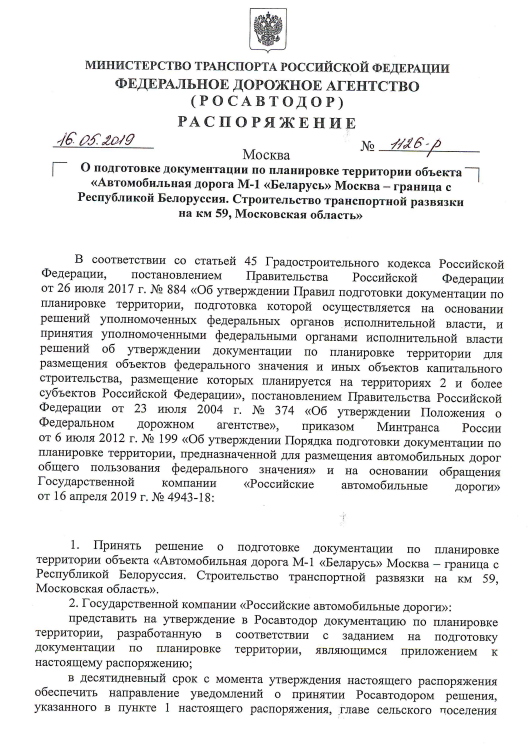 МИНИСТЕРСТВО ТРАНСПОРТА РОССИЙСКОЙ ФЕДЕРАЦИИ
ФЕДЕРАЛЬНОЕ ДОРОЖНОЕ АГЕНТСТВО
(РОСАВТОДОР)
РАСПОРЯЖЕНИЕ
16.05.2019 № 1126-р
Москва
О подготовке документации по планировке территории объекта
«Автомобильная дорога М-1 «Беларусь» Москва – граница с
Республикой Белоруссия. Строительство транспортной развязки
на км 59, Московская область»
В соответствии со статьей 45 Градостроительного кодекса Российской
Федерации, постановлением Правительства Российской Федерации
от 26 июля 2017 г. № 884 «Об утверждении Правил подготовки документации по
планировке территории, подготовка которой осуществляется на основании
решений уполномоченных федеральных органов исполнительной власти, и
принятия уполномоченными федеральными органами исполнительной власти
решений об утверждении документации по планировке территории для
размещения объектов федерального значения и иных объектов капитального
строительства, размещение которых планируется на территориях 2 и более
субъектов Российской Федерации», постановлением Правительства Российской
Федерации от 23 июля 2004 г. № 374 «Об утверждении Положения о
Федеральном дорожном агентстве», приказом Минтранса России
от 6 июля 2012 г. № 199 «Об утверждении Порядка подготовки документации по
планировке территории, предназначенной для размещения автомобильных дорог
общего пользования федерального значения» и на основании обращения
Государственной компании «Российские автомобильные дороги»
от 16 апреля 2019 г. № 4943-18:
1. Принять решение о подготовке документации по планировке
территории объекта «Автомобильная дорога М-1 «Беларусь» Москва – граница с
Республикой Белоруссия. Строительство транспортной развязки на км 59,
Московская область».
2. Государственной компании «Российские автомобильные дороги»:
представить на утверждение в Росавтодор документацию по планировке
территории, разработанную в соответствии с заданием на подготовку
документации по планировке территории, являющимся приложением к
настоящему распоряжению;
в десятидневный срок с момента утверждения настоящего распоряжения
обеспечить направление уведомлений о принятии Росавтодором решения,
указанного в пункте 1 настоящего распоряжения, главе сельского поселения